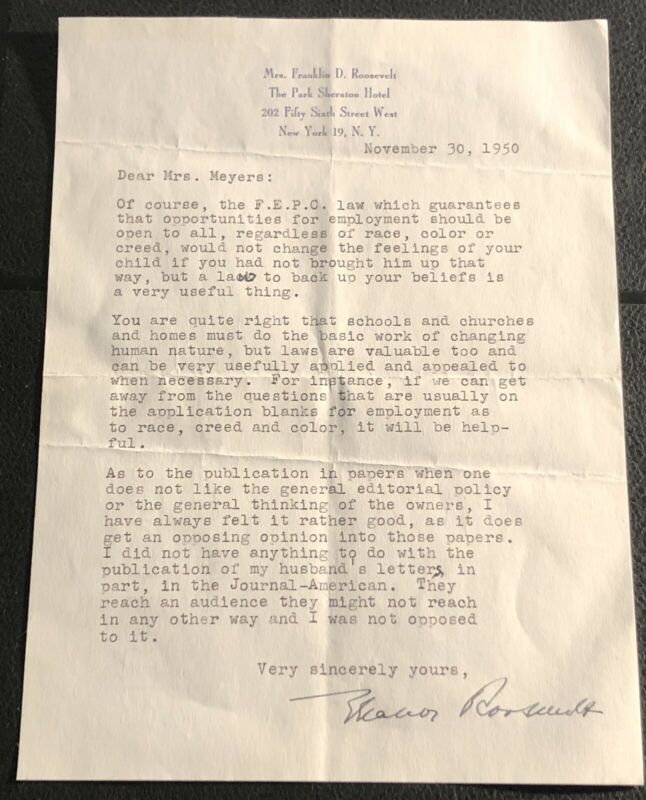 Mrs. Franklin D. Roosevelt
The Park Sheraton Hotel
202 Fifty Sixth Street West
New York 19, N. Y.
November 30, 1950
Dear Mrs. Meyers:
Of course, the F.E.P.C. law which guarantees
that opportunities for employment should be
open to all, regardless of race, color or
creed, would not change the feelings of your
child if you had not brought him up that
way, but a law to back up your beliefs is
a very useful thing.
You are quite right that schools and churches
and homes must do the basic work of changing
human nature, but laws are valuable too and
can be very usefully applied and appealed to
when necessary. For instance, if we can get
away from the questions that are usually on
the application blanks for employment as
to race, creed and color, it will be help-
ful.
As to the publication in papers when one
does not like the general editorial policy
or the general thinking of the owners, I
have always felt it rather good, as it does
get an opposing opinion into those papers.
I did not have anything to do with the
publication of my husband's letters, in
part, in the Journal-American. They
reach an audience they might not reach
in any other way and I was not opposed
to it.
Very sincerely yours,
Eleanor Roosevelt